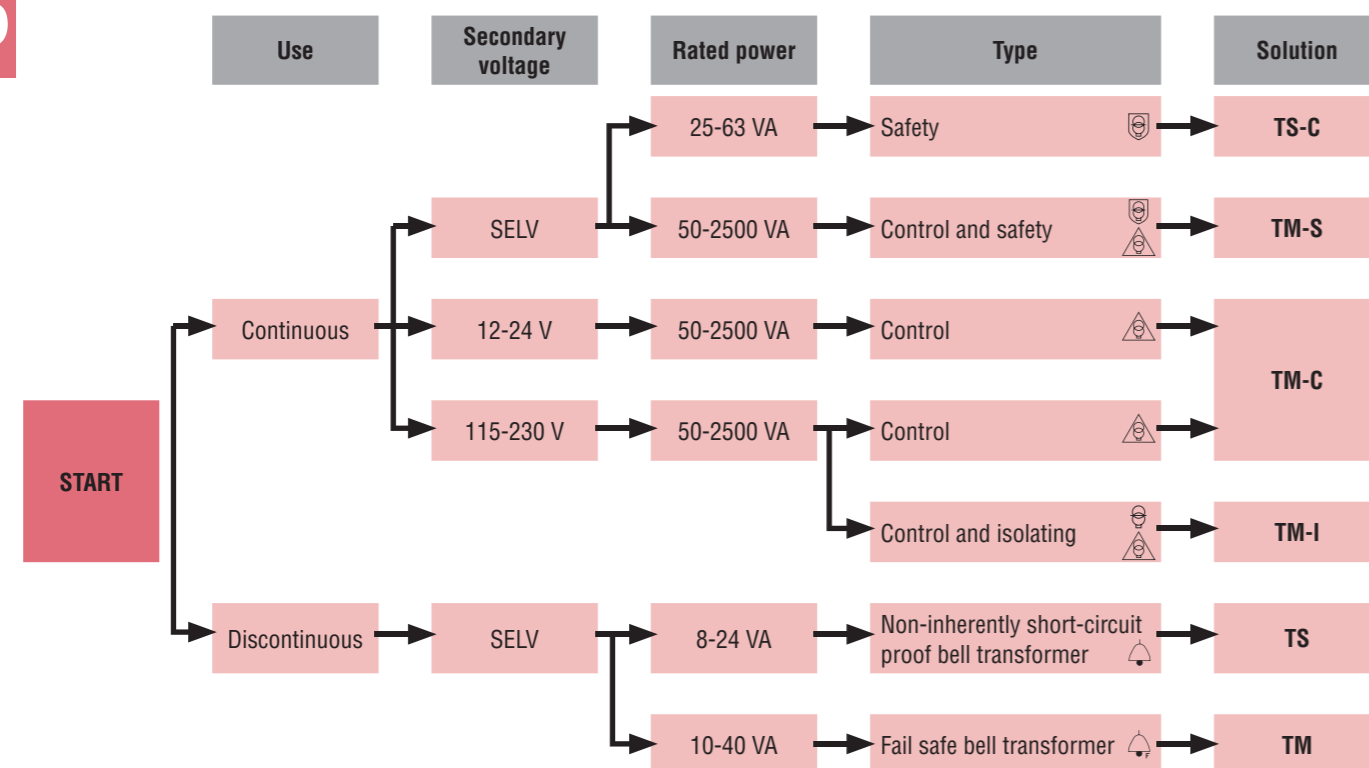 Use
Secondary
voltage
Rated power
Type
Solution
25-63 VA
Safety
TS-C
SELV
50-2500 VA
Control and safety
TM-S
Continuous
12-24 V
50-2500 VA
Control
TM-C
115-230 V
50-2500 VA
Control
START
Control and isolating
TM-I
Discontinuous
SELV
8-24 VA
Non-inherently short-circuit
proof bell transformer
TS
10-40 VA
Fail safe bell transformer
F
TM